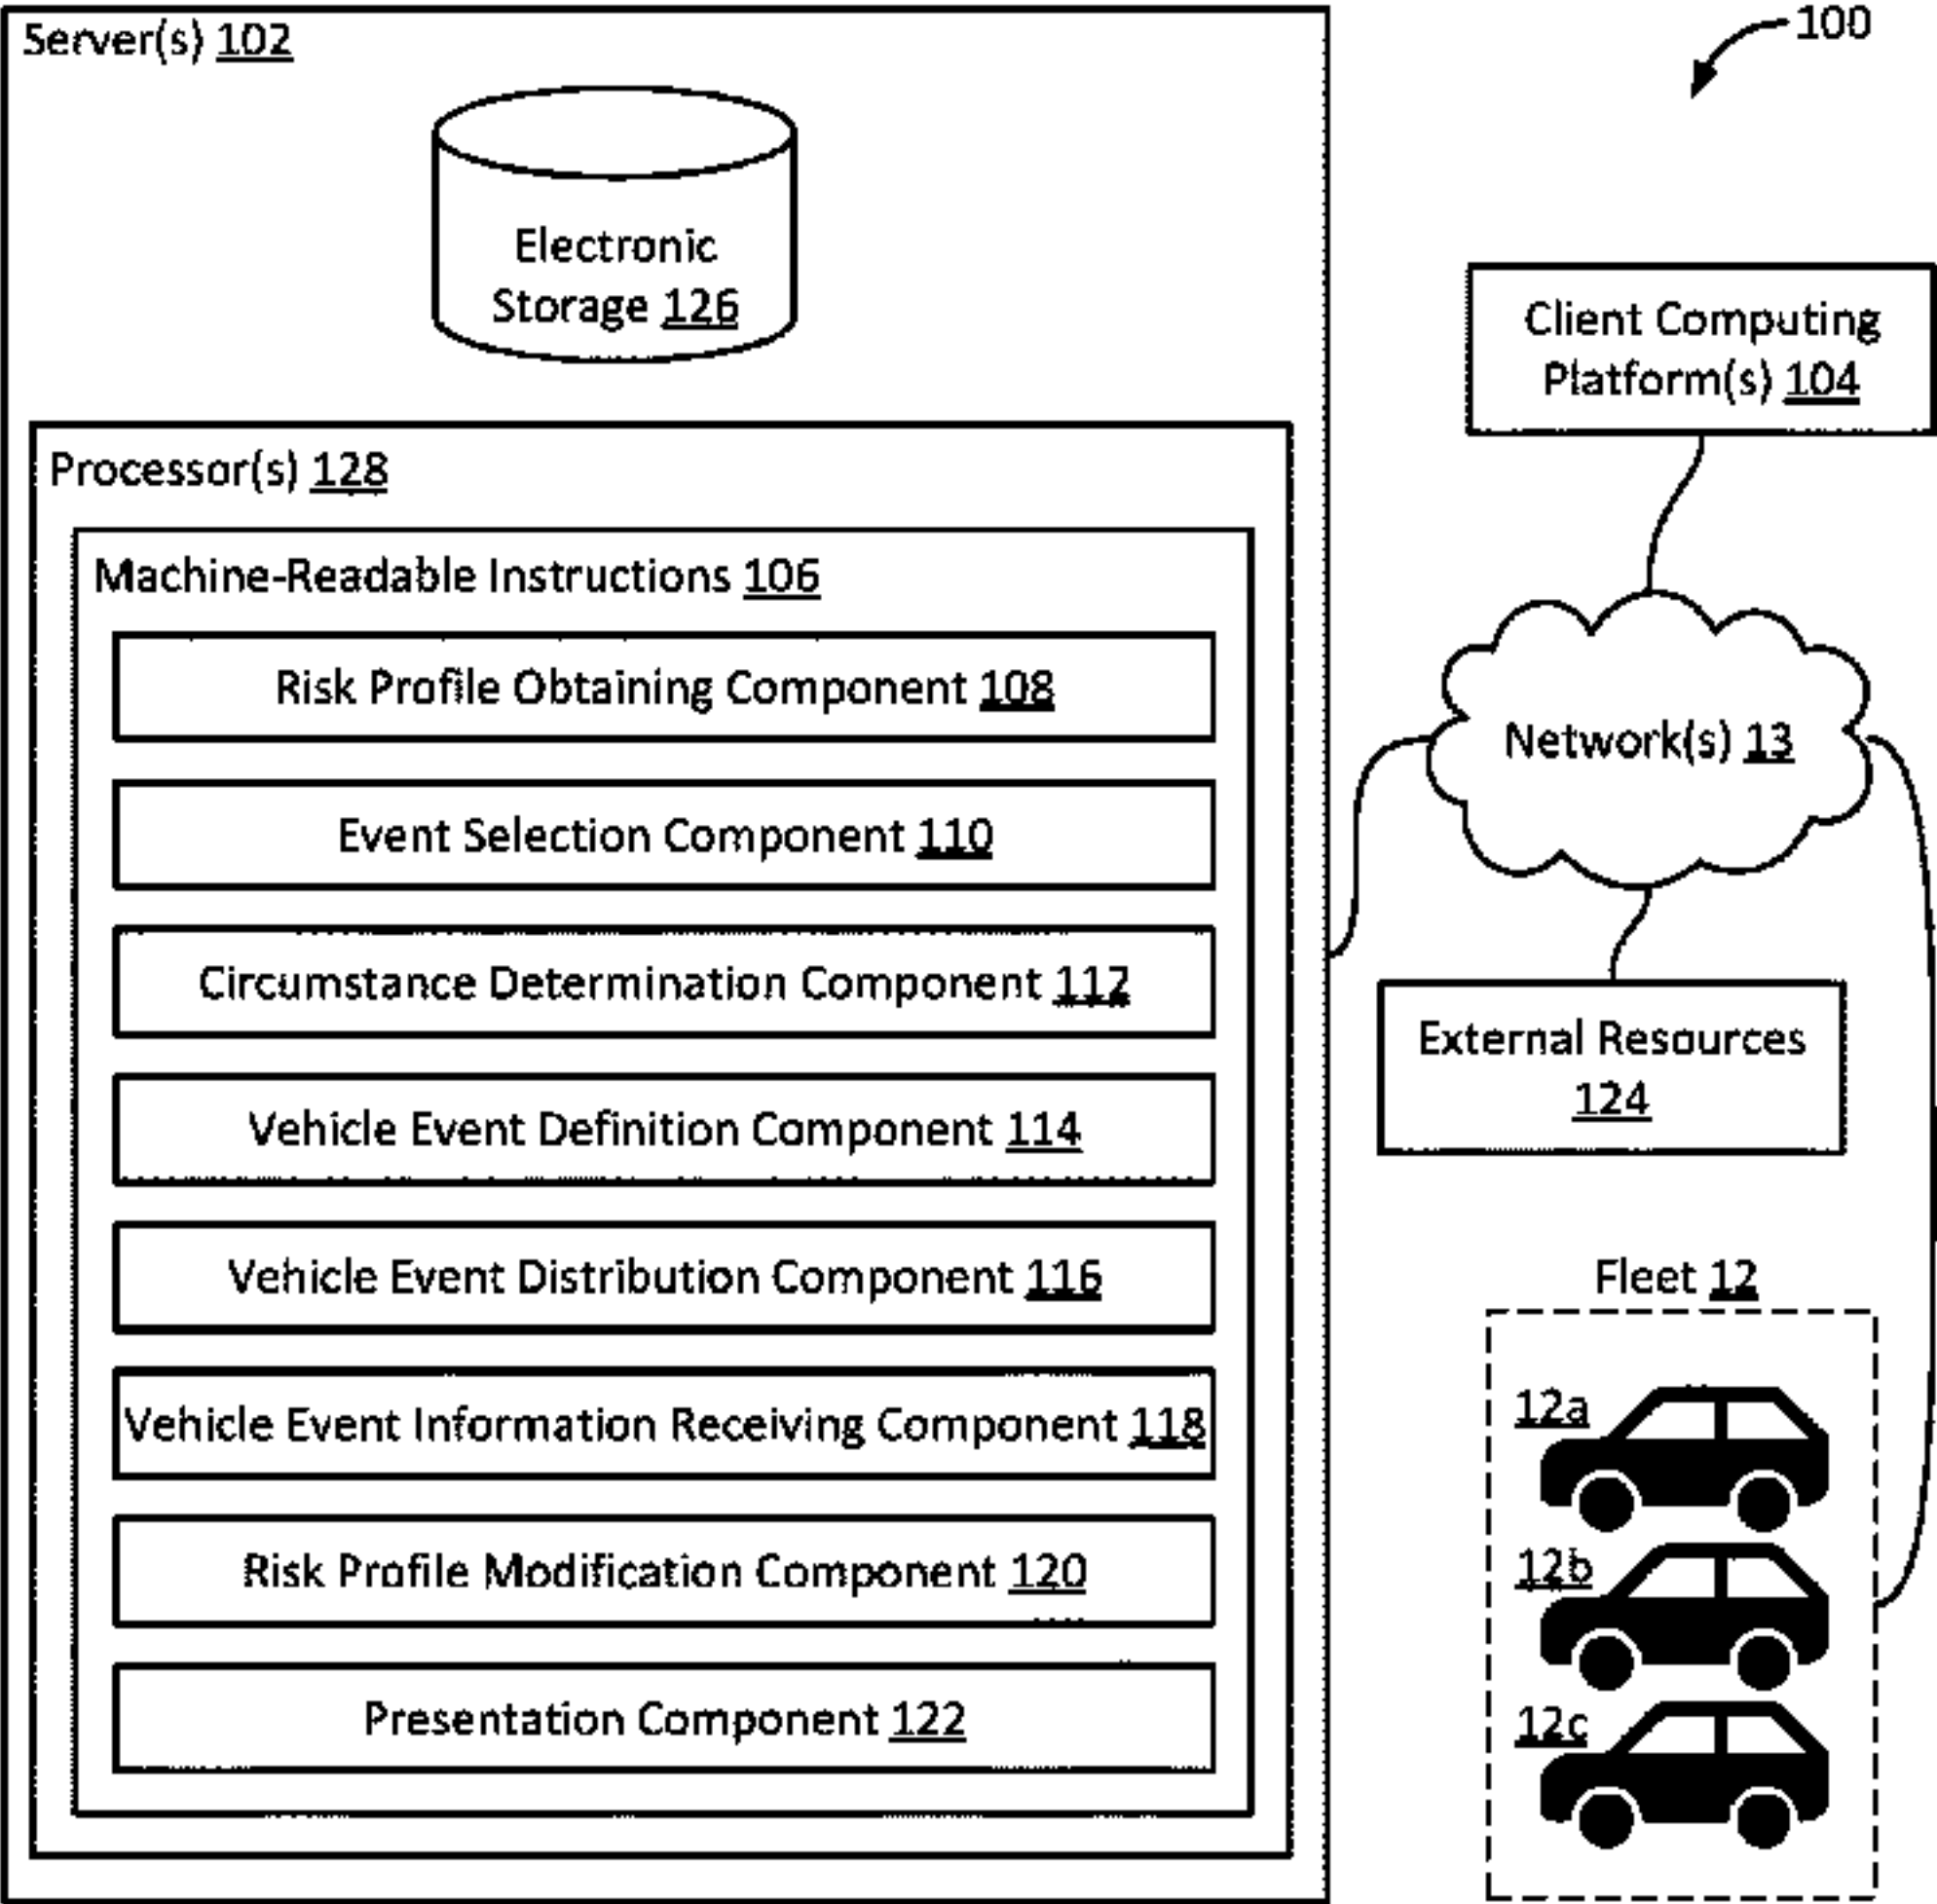 Server(s) 102
100
Electronic
Storage 126
Client Computing
Platform(s) 104
Processor(s) 128
Machine-Readable Instructions 106
Risk Profile Obtaining Component 108
Network(s) 13
Event Selection Component 110
Circumstance Determination Component 112
External Resources
124
Vehicle Event Definition Component 114
Vehicle Event Distribution Component 116
Fleet 12
Vehicle Event Information Receiving Component 118
12a
Risk Profile Modification Component 120
12b
Presentation Component 122
12c